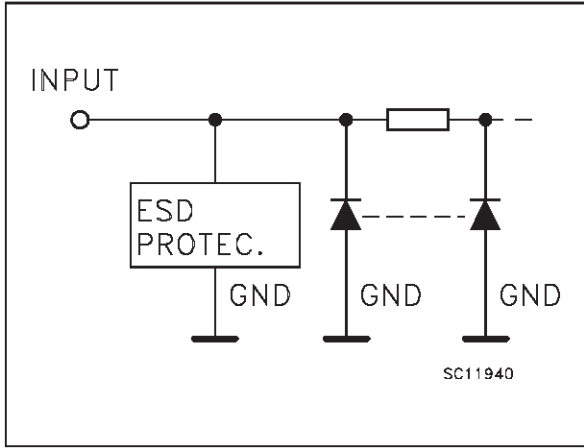 INPUT
ESD
PROTEC.
GND
GND
GND
SC11940